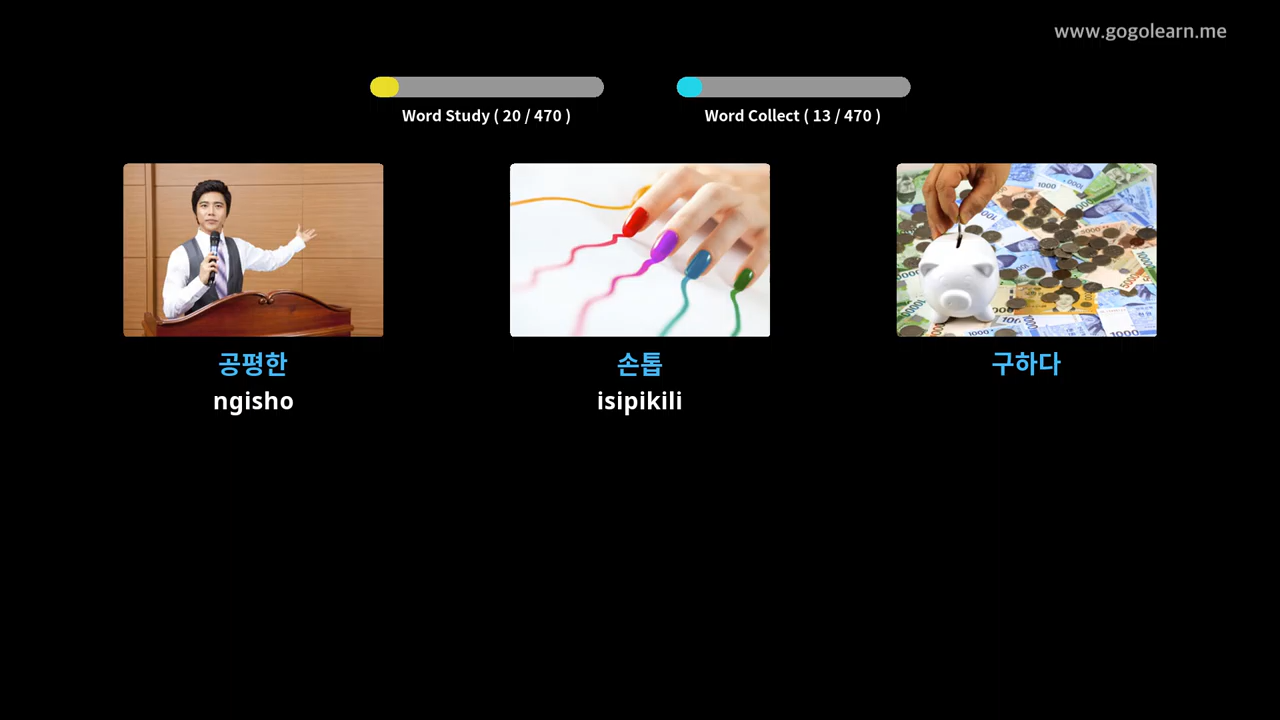 www.gogolearn.me
Word Study ( 20 / 470 )
Word Collect ( 13 / 470 )
공평한
손톱
구하다
ngisho
isipikili